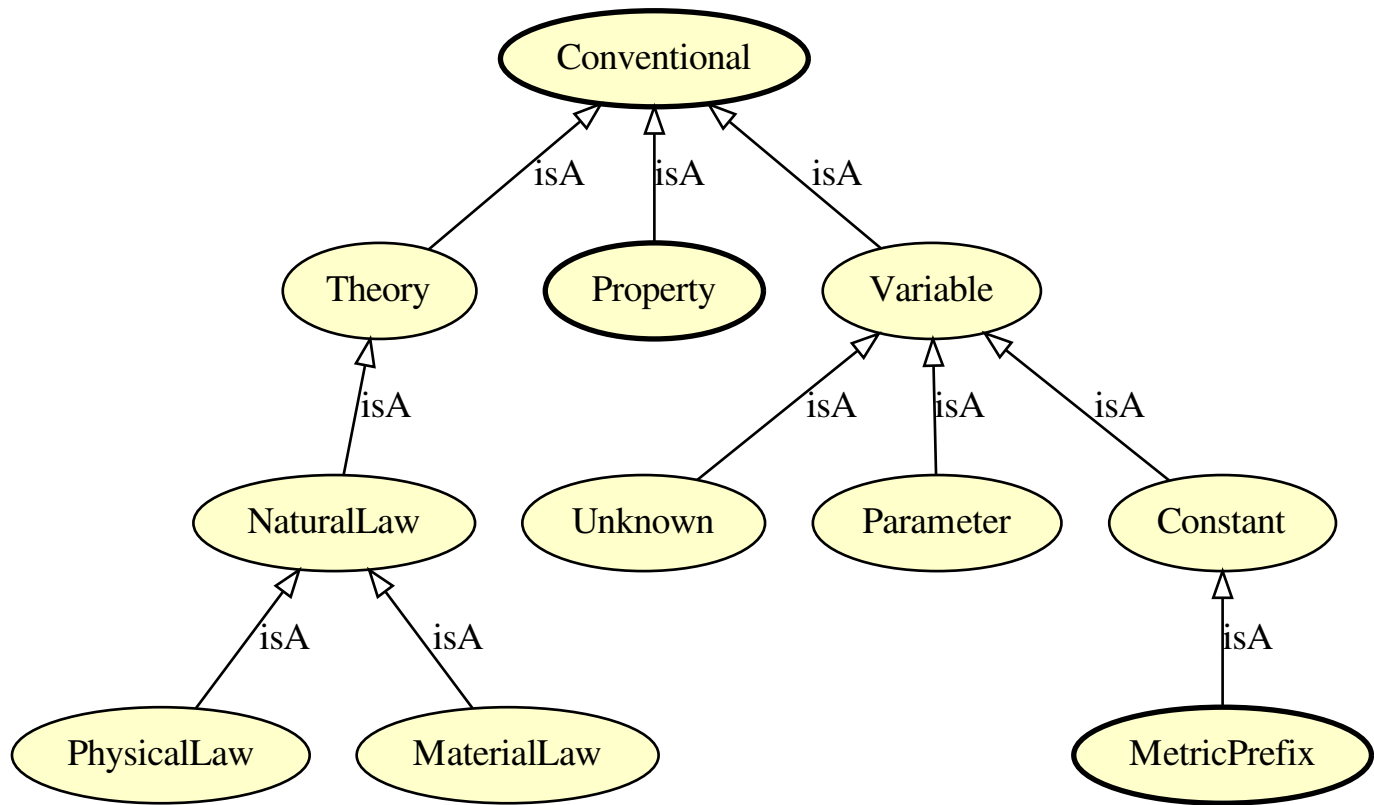 Conventional
isA isA isA
Theory Property Variable
isA isA isA isA
NaturalLaw Unknown Parameter Constant
isA isA isA
PhysicalLaw MaterialLaw MetricPrefix